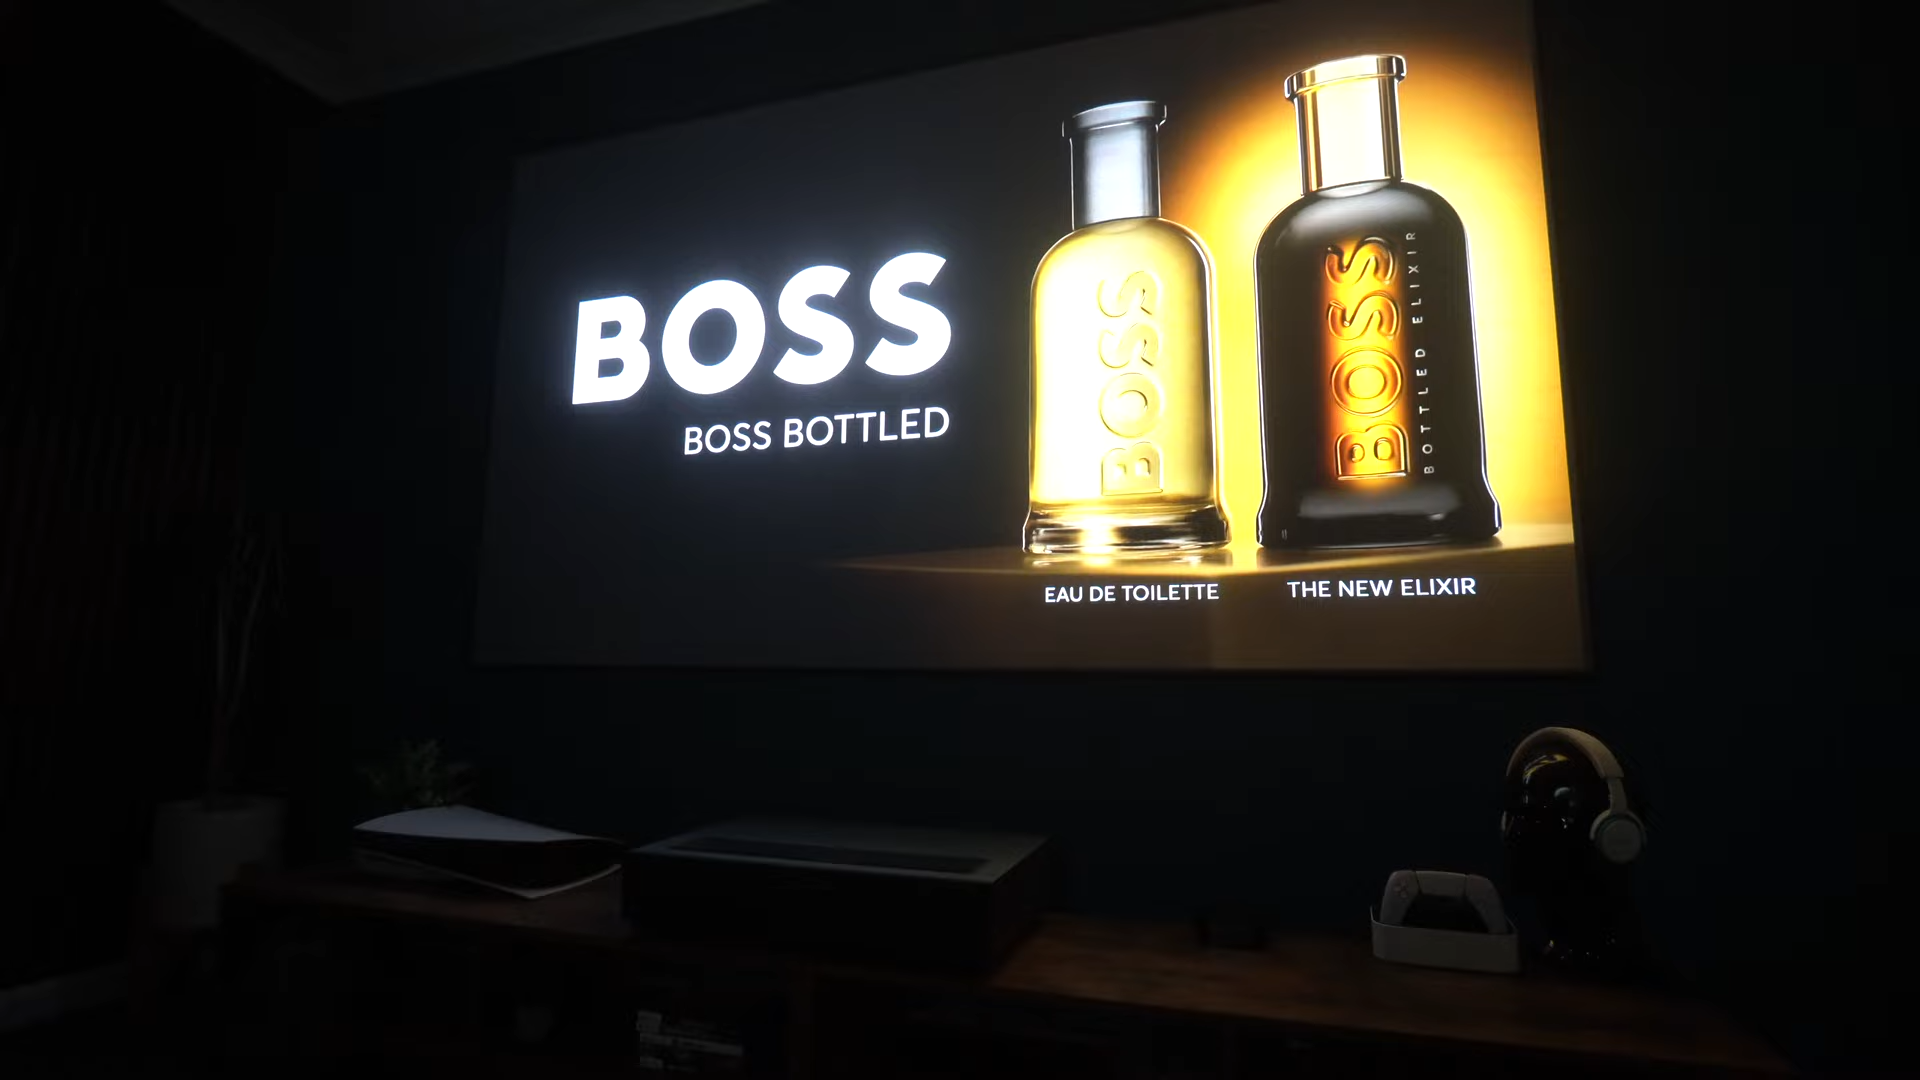 BOSS
BOSS BOTTLED
BOSS
BOSS
BOTTLED ELIXIR
EAU DE TOILETTE
THE NEW ELIXIR